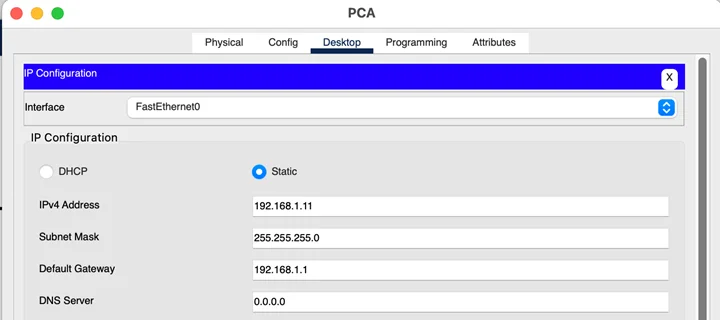 PCA
Physical Config Desktop Programming Attributes
IP Configuration X
Interface FastEthernet0
IP Configuration
DHCP Static
IPv4 Address 192.168.1.11
Subnet Mask 255.255.255.0
Default Gateway 192.168.1.1
DNS Server 0.0.0.0